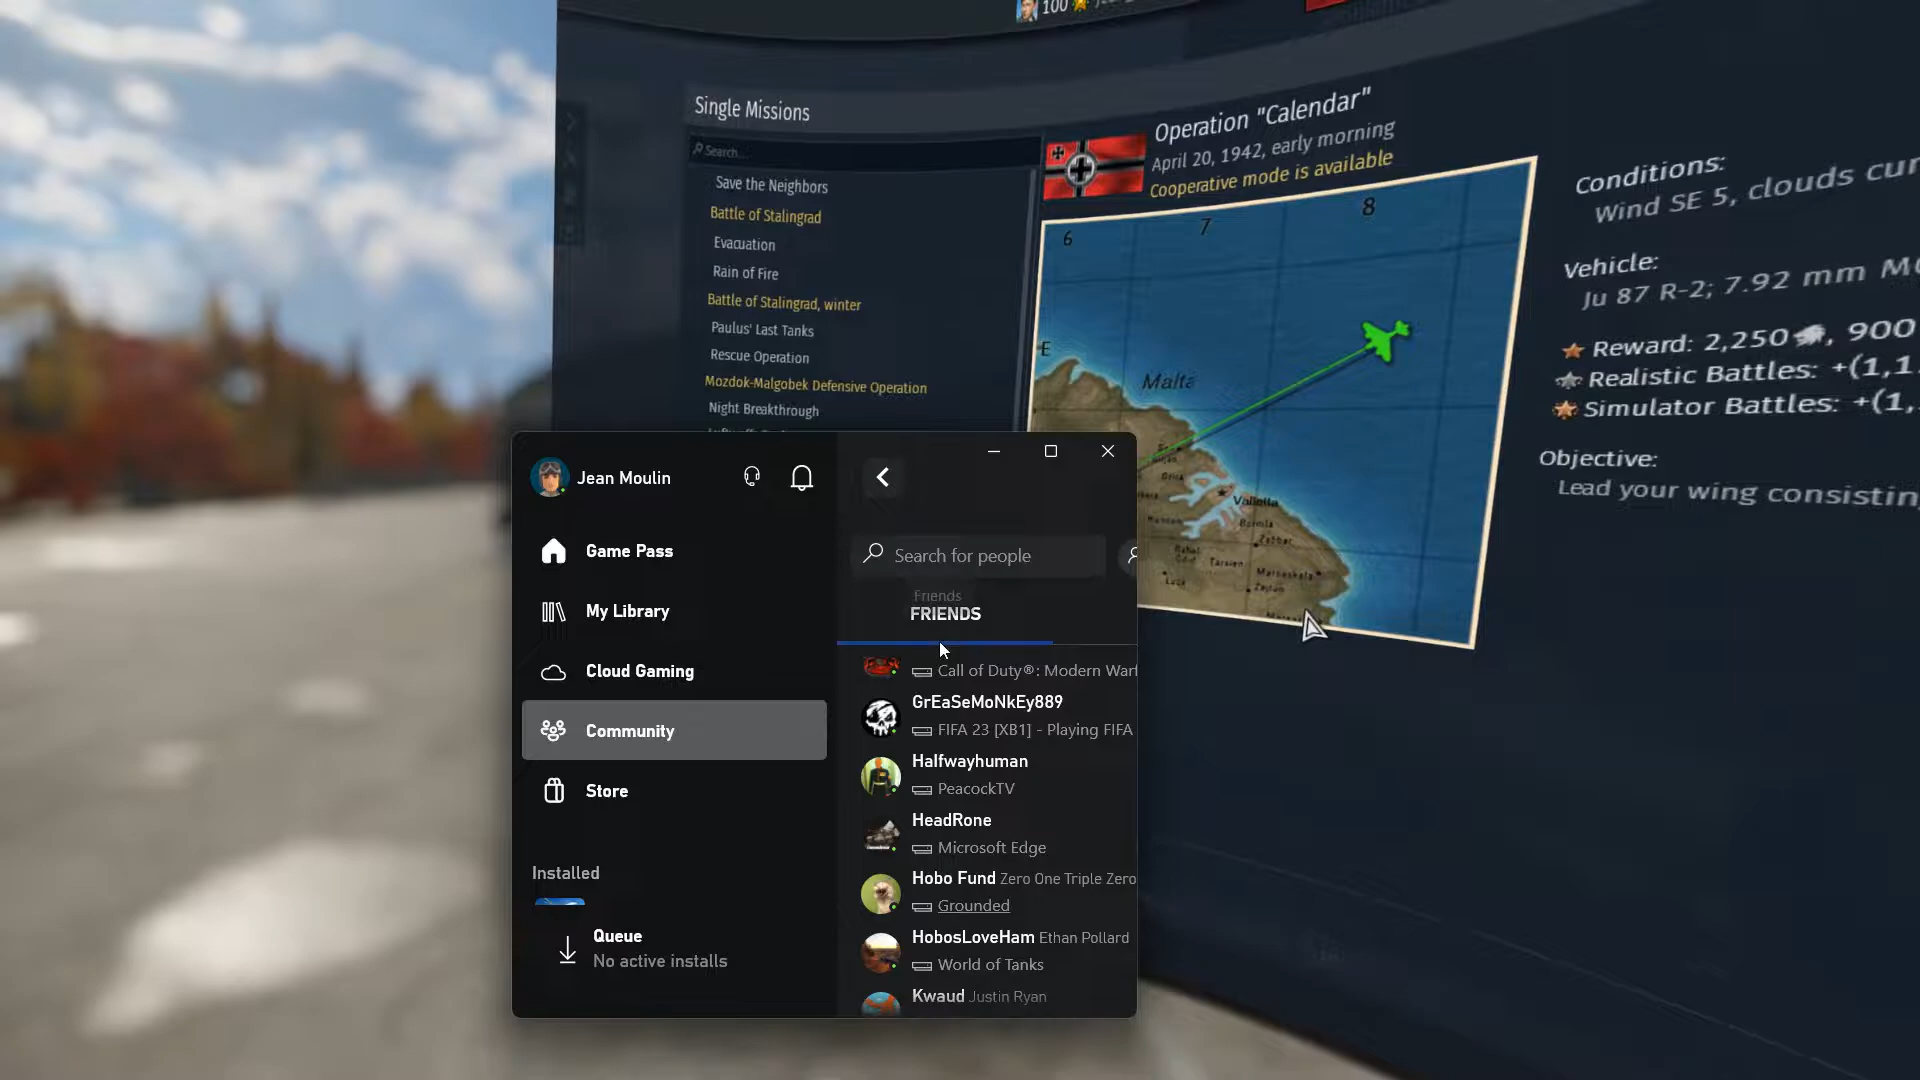 100
Single Missions
Search...
Save the Neighbors
Battle of Stalingrad
Evacuation
Rain of Fire
Battle of Stalingrad, winter
Paulus' Last Tanks
Rescue Operation
Mozdok-Malgobek Defensive Operation
Night Breakthrough
Operation "Calendar"
April 20, 1942, early morning
Cooperative mode is available
6
7
8
E
Malta
Valletta
Zabbar
Tarxien
Marsaskala
Zejtun
Luqa
Conditions:
Wind SE 5, clouds
Vehicle:
Ju 87 R-2; 7.92 mm
Reward: 2,250, 900
Realistic Battles: +(1,1
Simulator Battles: +(1,
Objective:
Lead your wing
Jean Moulin
Game Pass
My Library
Cloud Gaming
Community
Store
Installed
Queue
No active installs
Search for people
Friends
FRIENDS
Call of Duty®: Modern Warf
GrEaSeMoNkEy889
FIFA 23 [XB1] - Playing FIFA
Halfwayhuman
PeacockTV
HeadRone
Microsoft Edge
Hobo Fund Zero One Triple Zero
Grounded
HobosLoveHam Ethan Pollard
World of Tanks
Kwaud Justin Ryan